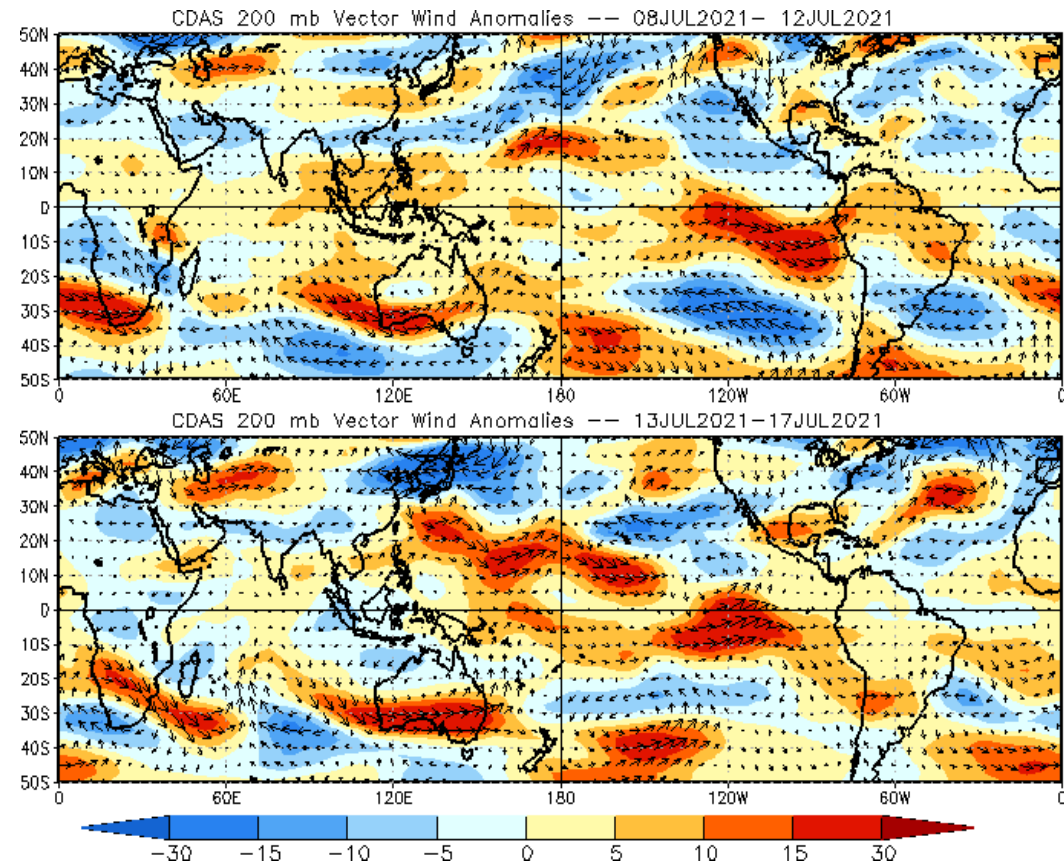 CDAS 200 mb Vector Wind Anomalies -- 08JUL2021- 12JUL2021
50N
40N
30N
20N
10N
0
10S
20S
30S
40S
50S
0 60E 120E 180 120W 60W 0
CDAS 200 mb Vector Wind Anomalies -- 13JUL2021-17JUL2021
50N
40N
30N
20N
10N
0
10S
20S
30S
40S
50S
0 60E 120E 180 120W 60W 0
-30 -15 -10 -5 0 5 10 15 30